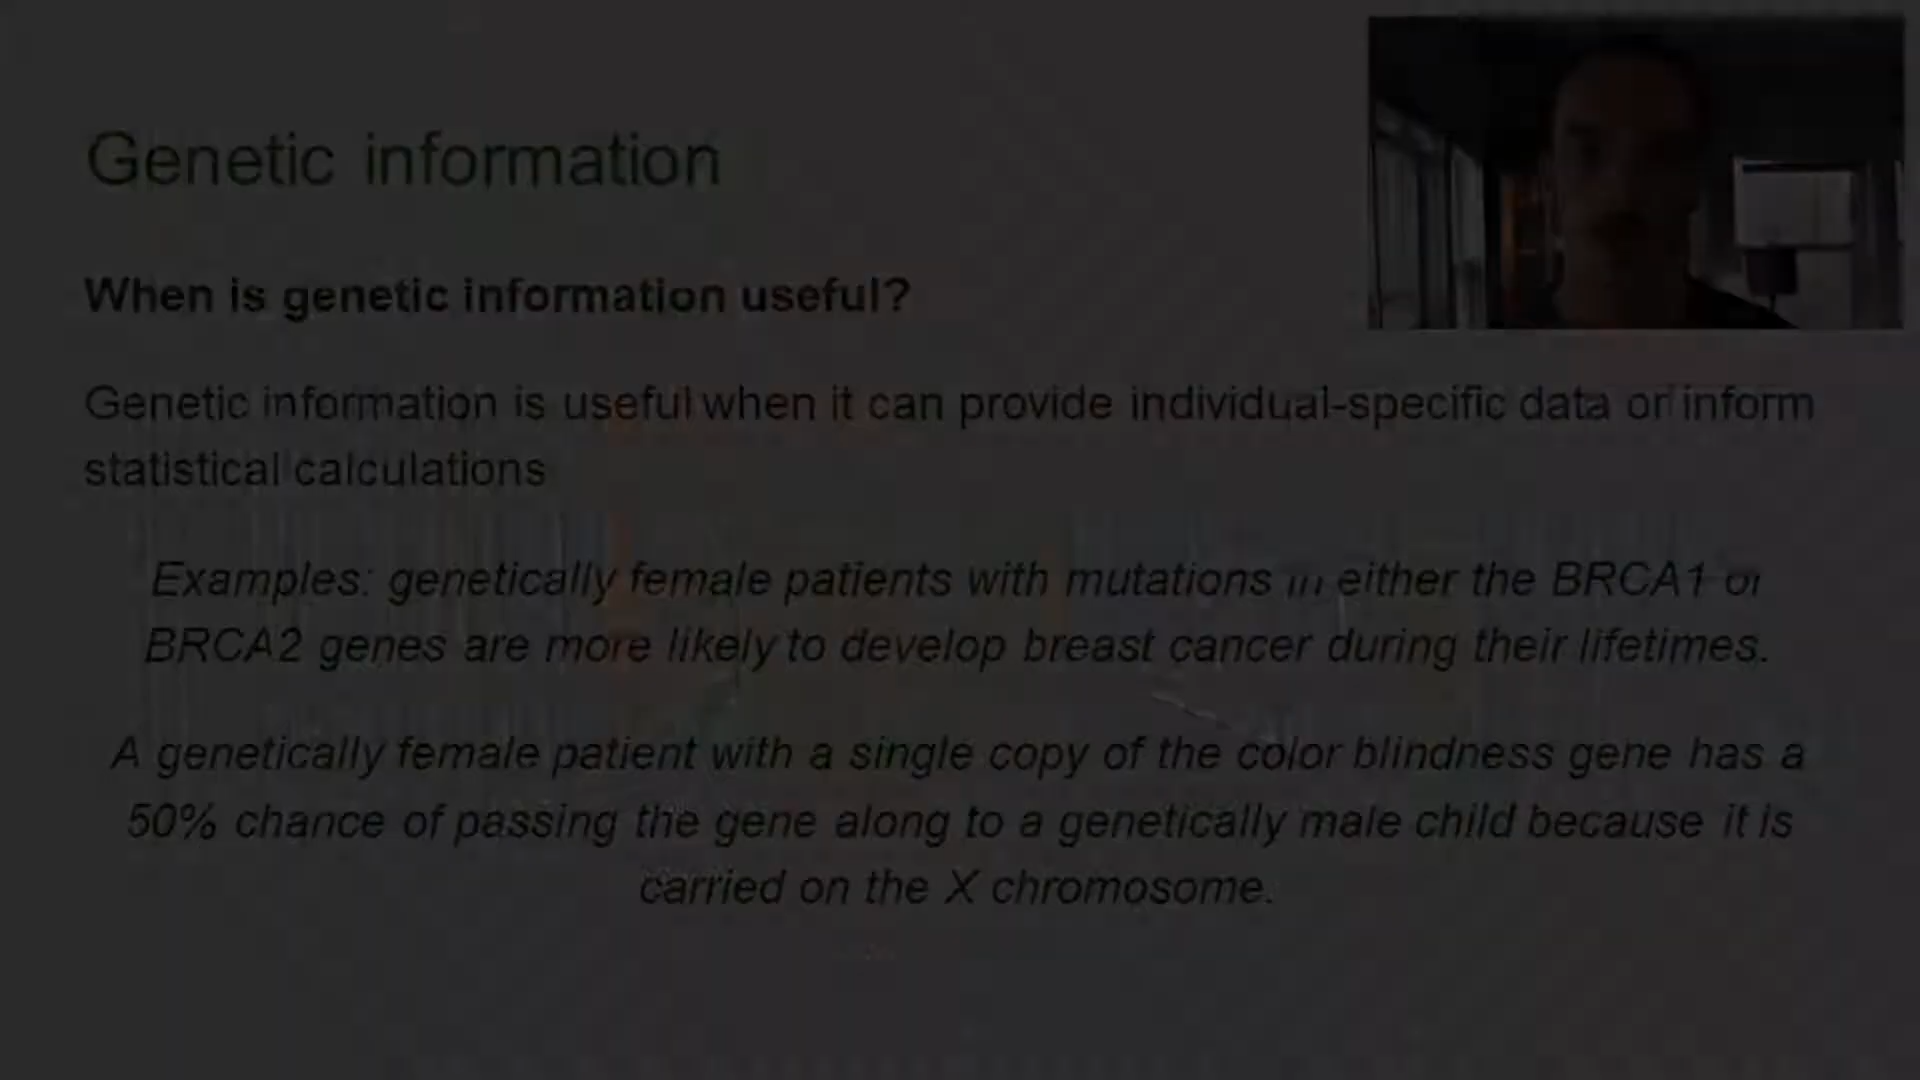 Genetic information
When is genetic information useful?
Genetic information is useful when it can provide individual-specific data or inform
statistical calculations
Examples: genetically female patients with mutations in either the BRCA1 or
BRCA2 genes are more likely to develop breast cancer during their lifetimes.
A genetically female patient with a single copy of the color blindness gene has a
50% chance of passing the gene along to a genetically male child because it is
carried on the X chromosome.